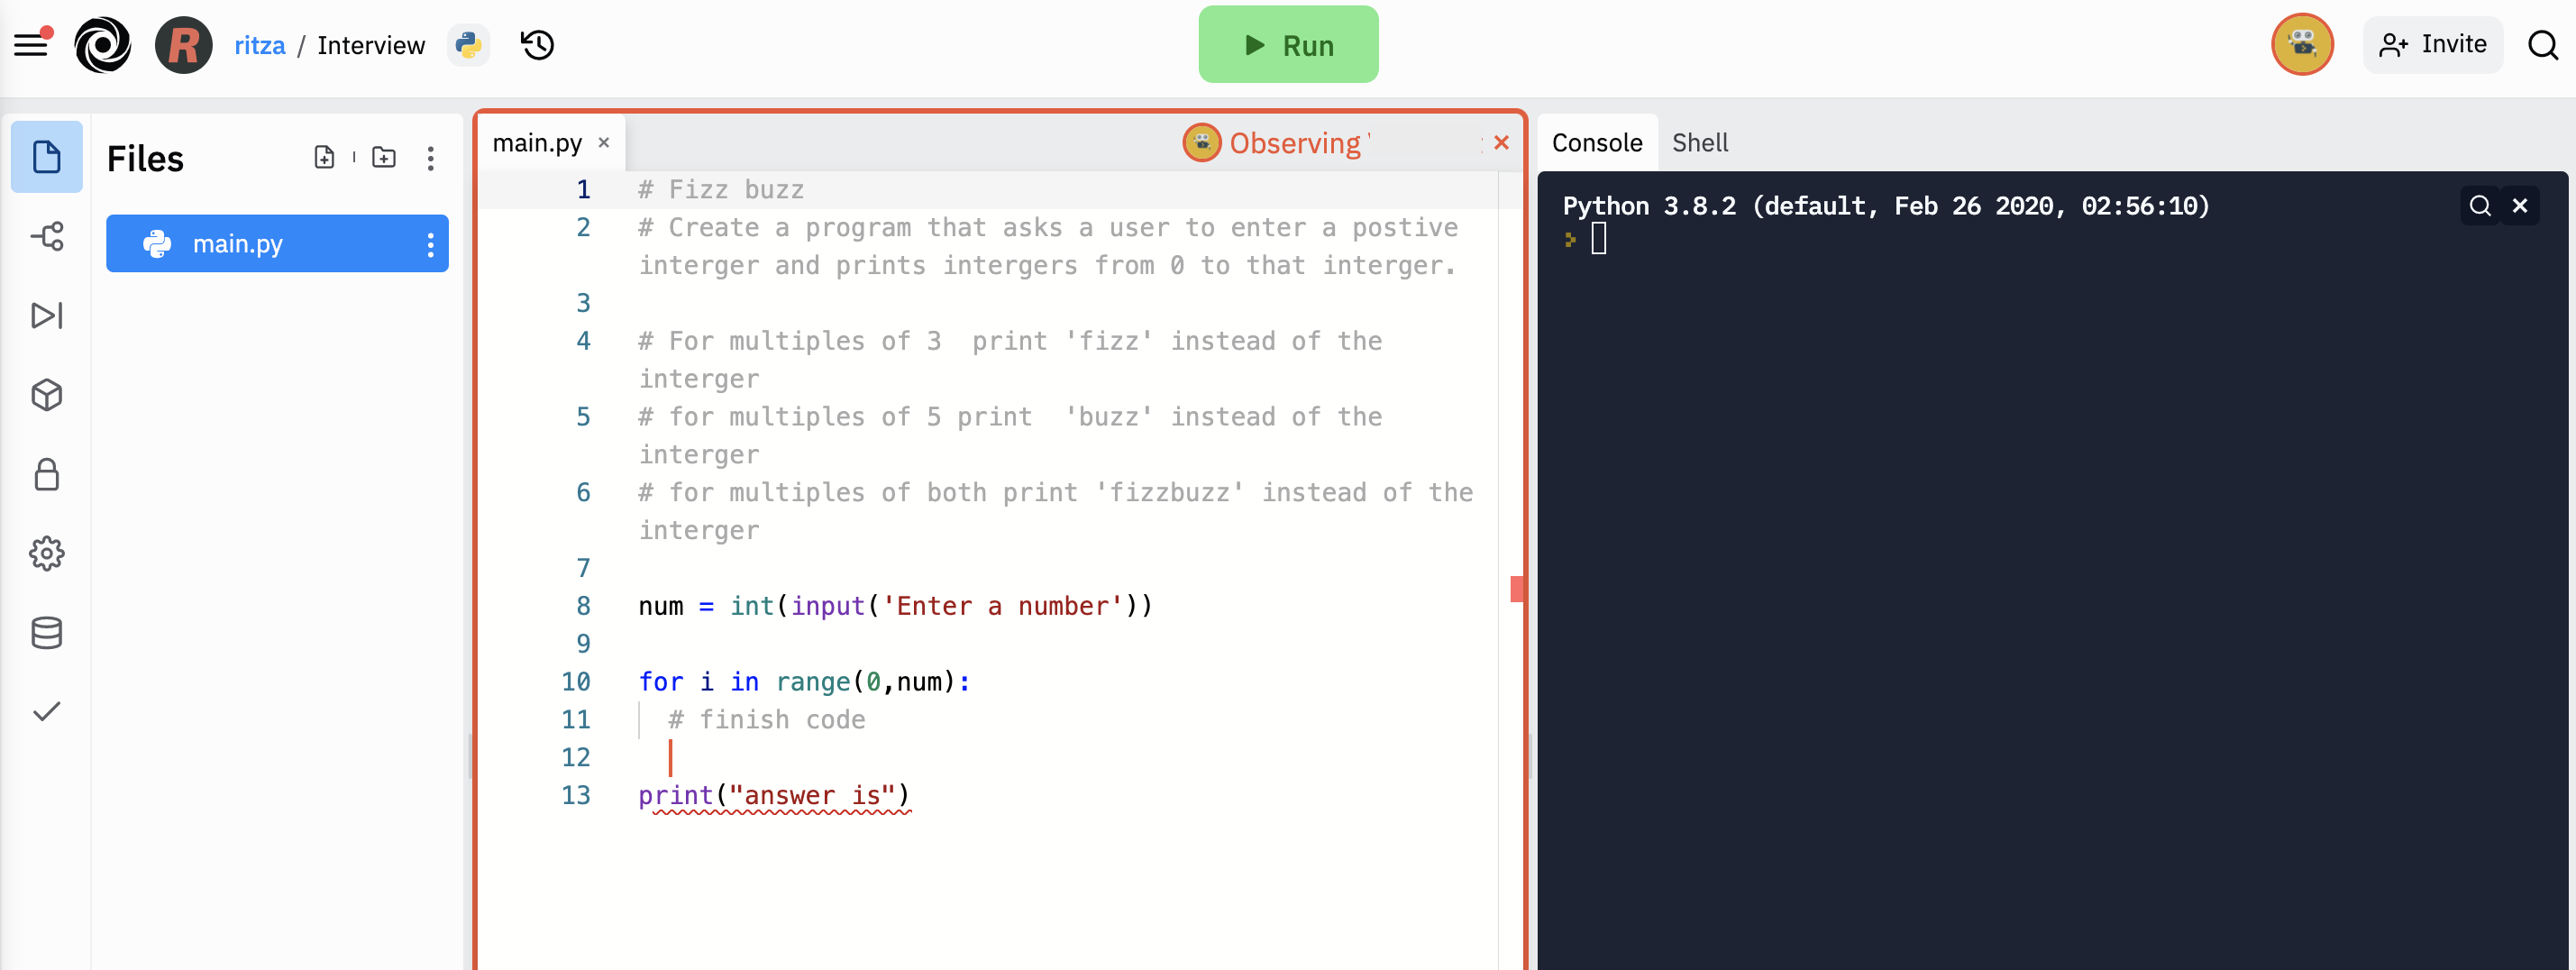 R ritza / Interview
Run
Invite
Files
main.py
main.py ×
Observing
1 # Fizz buzz
2 # Create a program that asks a user to enter a postive
interger and prints intergers from 0 to that interger.
3
4 # For multiples of 3  print 'fizz' instead of the
interger
5 # for multiples of 5 print  'buzz' instead of the
interger
6 # for multiples of both print 'fizzbuzz' instead of the
interger
7
8 num = int(input('Enter a number'))
9
10 for i in range(0,num):
11   # finish code
12
13 print("answer is")
Console Shell
Python 3.8.2 (default, Feb 26 2020, 02:56:10)